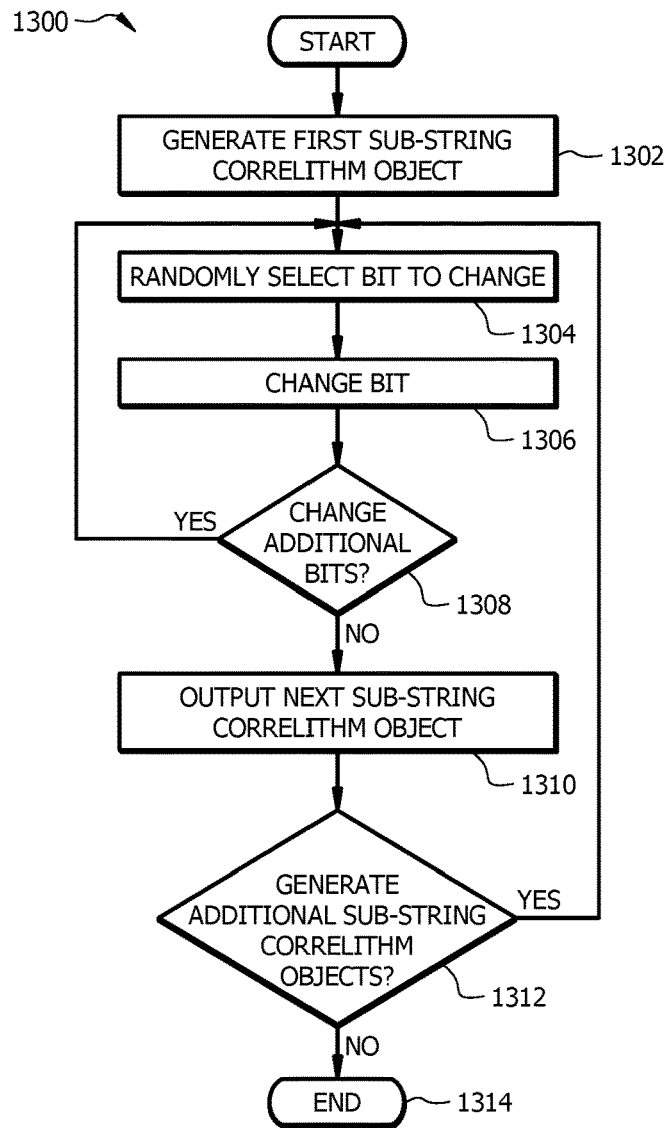 1300
START
GENERATE FIRST SUB-STRING
CORRELITHM OBJECT
1302
RANDOMLY SELECT BIT TO CHANGE
1304
CHANGE BIT
1306
YES
CHANGE
ADDITIONAL
BITS?
1308
NO
OUTPUT NEXT SUB-STRING
CORRELITHM OBJECT
1310
GENERATE
ADDITIONAL SUB-STRING
CORRELITHM
OBJECTS?
YES
1312
NO
END
1314